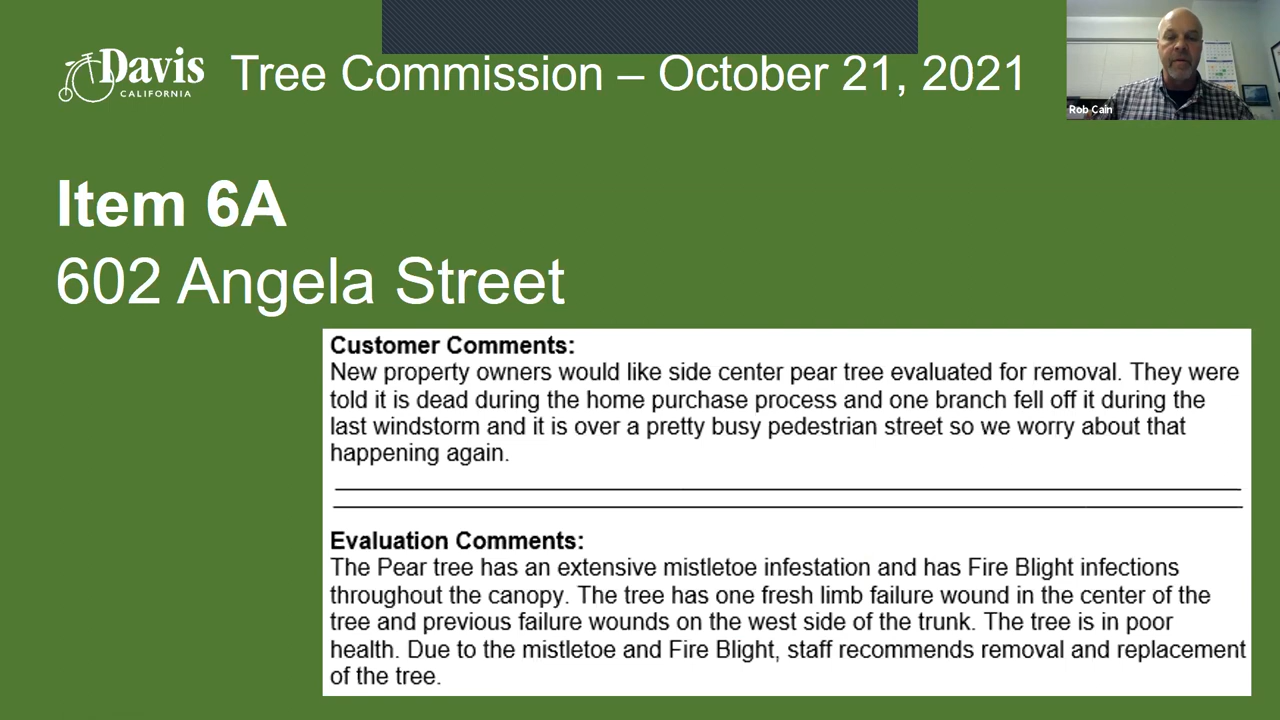 Davis
CALIFORNIA
Tree Commission – October 21, 2021
Rob Cain
Item 6A
602 Angela Street
Customer Comments:
New property owners would like side center pear tree evaluated for removal. They were
told it is dead during the home purchase process and one branch fell off it during the
last windstorm and it is over a pretty busy pedestrian street so we worry about that
happening again.
Evaluation Comments:
The Pear tree has an extensive mistletoe infestation and has Fire Blight infections
throughout the canopy. The tree has one fresh limb failure wound in the center of the
tree and previous failure wounds on the west side of the trunk. The tree is in poor
health. Due to the mistletoe and Fire Blight, staff recommends removal and replacement
of the tree.